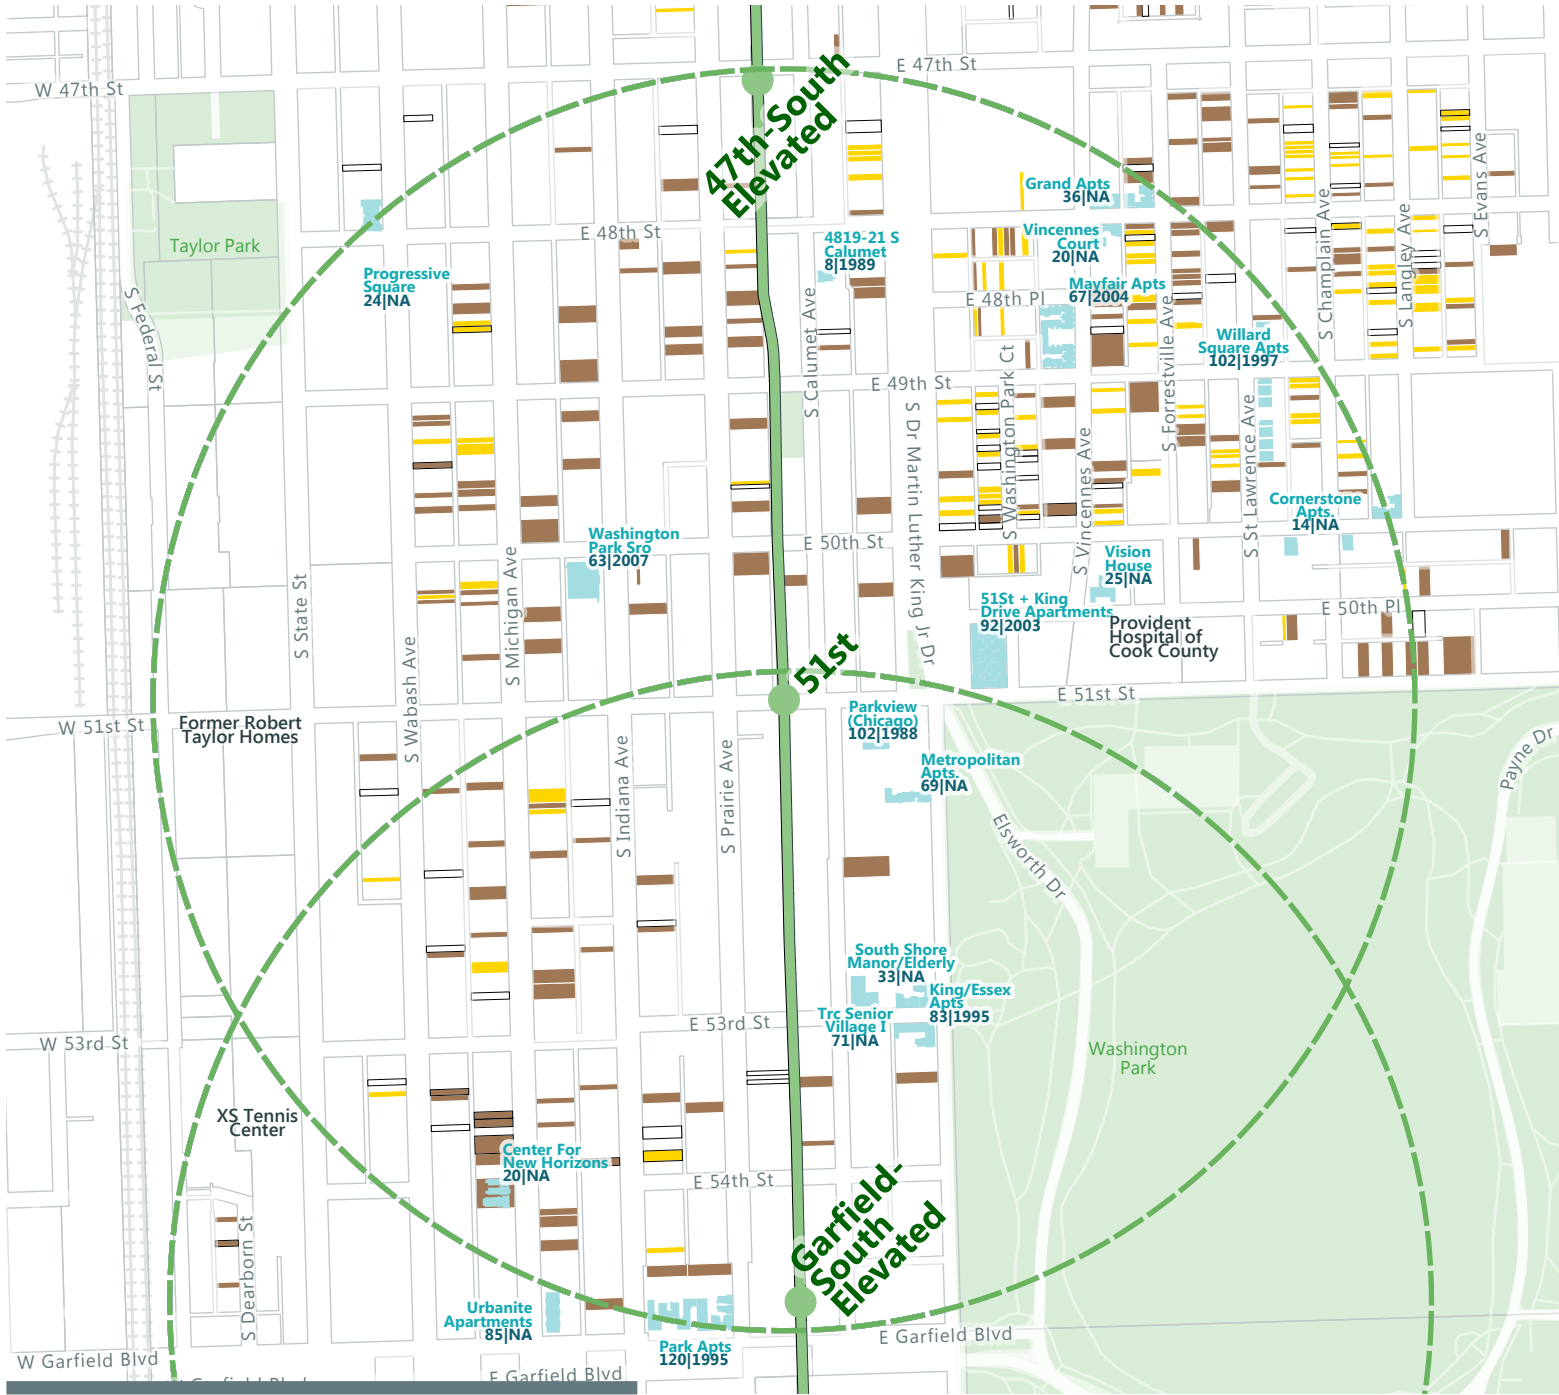 E 47th St
W 47th St
47th-South
Elevated
S Evans Ave
Grand Apts
36|NA
Taylor Park
E 48th St
4819-21 S
Calumet
8|1989
Vincennes
Court
20|NA
S Champlain Ave
S Langley Ave
Progressive
Square
24|NA
Mayfair Apts
67|2004
E 48th Pl
S Federal St
S Calumet Ave
S Forrestville Ave
Willard
Square Apts
102|1997
S Washington Park Ct
E 49th St
S Dr Martin Luther King Jr Dr
S Vincennes Ave
S St Lawrence Ave
Cornerstone
Apts.
14|NA
Washington
Park Sro
63|2007
E 50th St
S Michigan Ave
S State St
Vision
House
25|NA
51St + King
Drive Apartments
92|2003
E 50th Pl
Provident
Hospital of
Cook County
S Wabash Ave
51st
E 51st St
W 51st St
Former Robert
Taylor Homes
Parkview
(Chicago)
102|1988
S Indiana Ave
S Prairie Ave
Metropolitan
Apts.
69|NA
Payne Dr
Elsworth Dr
South Shore
Manor/Elderly
33|NA
King/Essex
Apts
83|1995
Trc Senior
Village I
71|NA
E 53rd St
W 53rd St
Washington
Park
XS Tennis
Center
Center For
New Horizons
20|NA
E 54th St
Garfield-
South
Elevated
S Dearborn St
Urbanite
Apartments
85|NA
Park Apts
120|1995
E Garfield Blvd
W Garfield Blvd
E Garfield Blvd